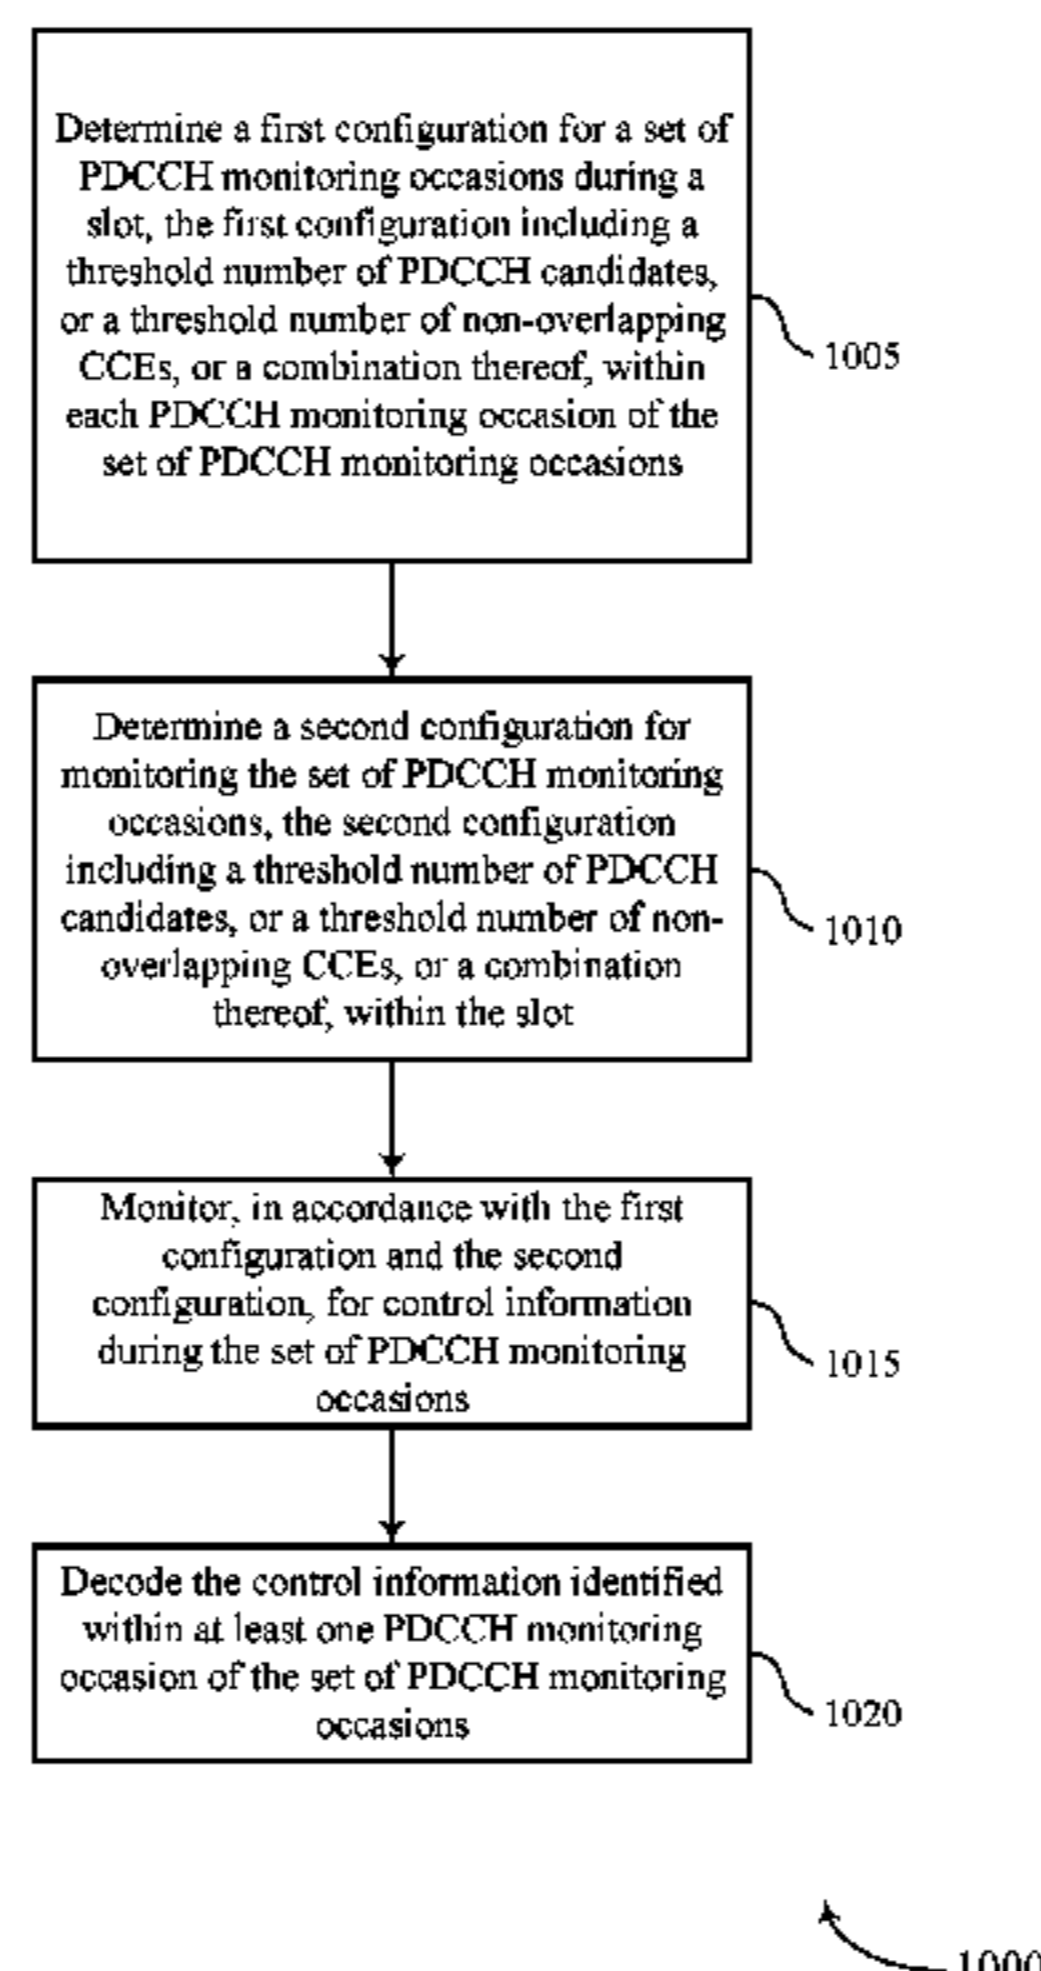 Determine a first configuration for a set of
PDCCH monitoring occasions during a
slot, the first configuration including a
threshold number of PDCCH candidates,
or a threshold number of non-overlapping
CCEs, or a combination thereof, within
each PDCCH monitoring occasion of the
set of PDCCH monitoring occasions
1005
Determine a second configuration for
monitoring the set of PDCCH monitoring
occasions, the second configuration
including a threshold number of PDCCH
candidates, or a threshold number of non-
overlapping CCEs, or a combination
thereof, within the slot
1010
Monitor, in accordance with the first
configuration and the second
configuration, for control information
during the set of PDCCH monitoring
occasions
1015
Decode the control information identified
within at least one PDCCH monitoring
occasion of the set of PDCCH monitoring
occasions
1020
1000